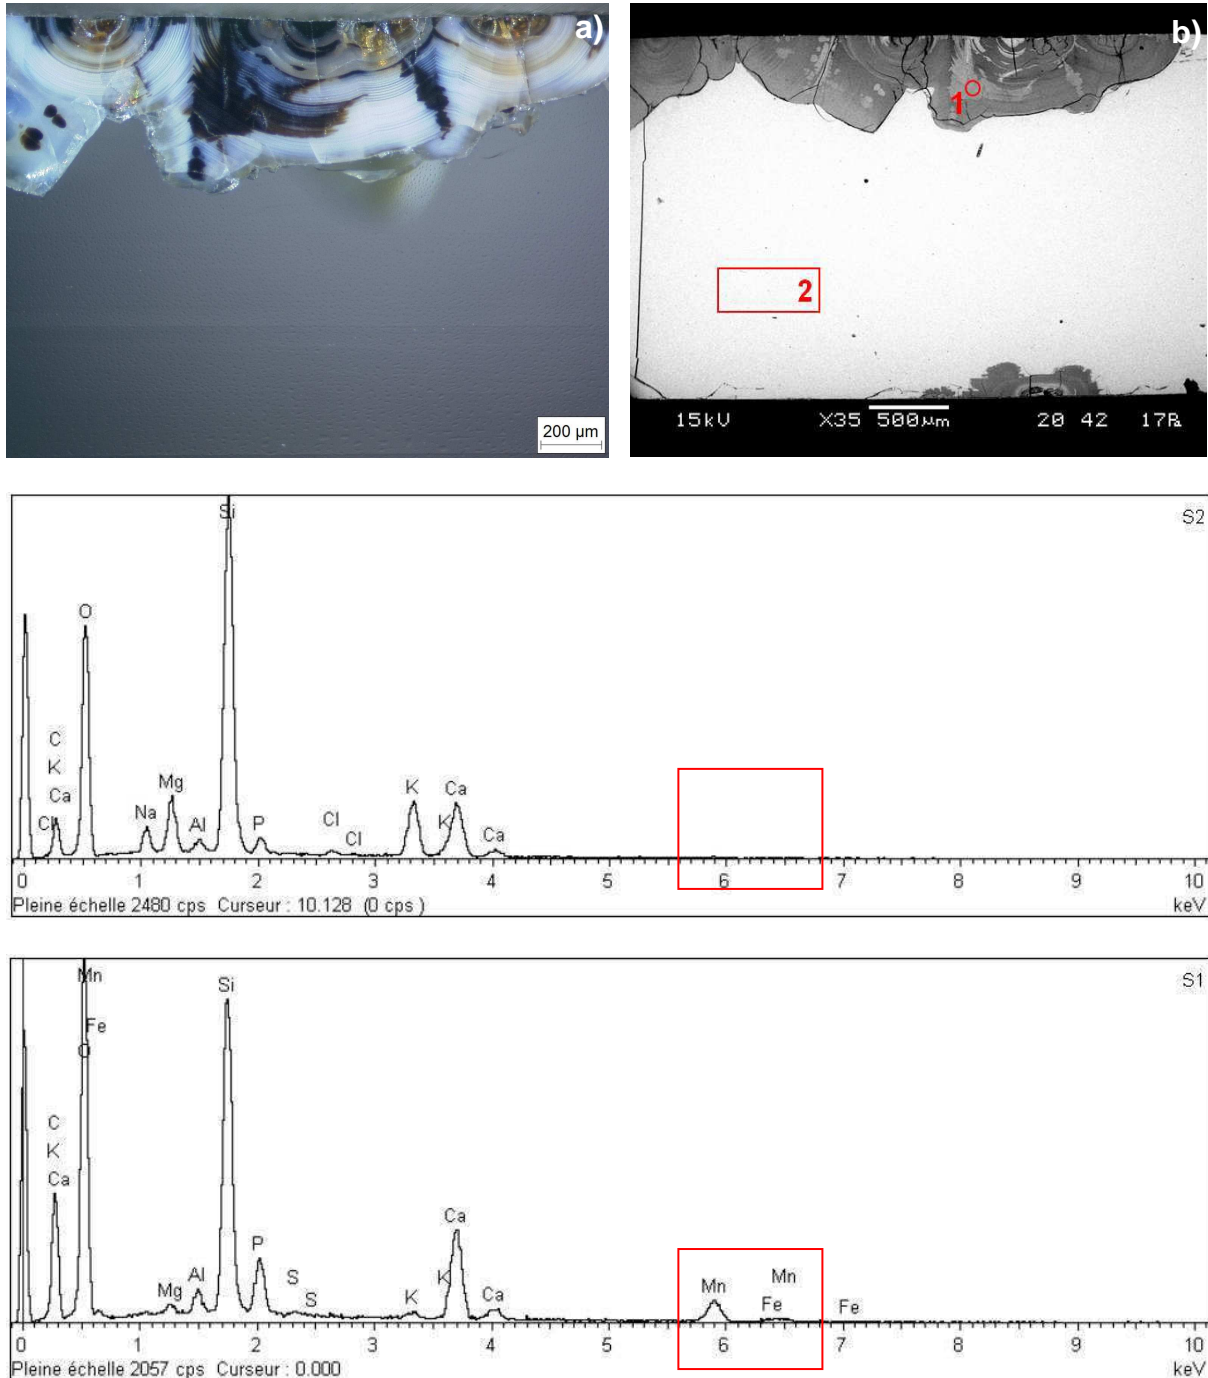 a)
b)
200 µm
1
2
15kV X35 500µm 20 42 17Pa
S2
Si
O
C
K
Ca
Cl
Na
Mg
Al
P
Cl
Cl
K
K
Ca
Ca
0 1 2 3 4 5 6 7 8 9 10
Pleine échelle 2480 cps Curseur : 10.128 (0 cps )
keV
S1
Mn
Fe
O
Si
C
K
Ca
Mg
Al
P
S
S
K
K
Ca
Ca
Mn
Mn
Fe
Fe
0 1 2 3 4 5 6 7 8 9 10
Pleine échelle 2057 cps Curseur : 0.000
keV